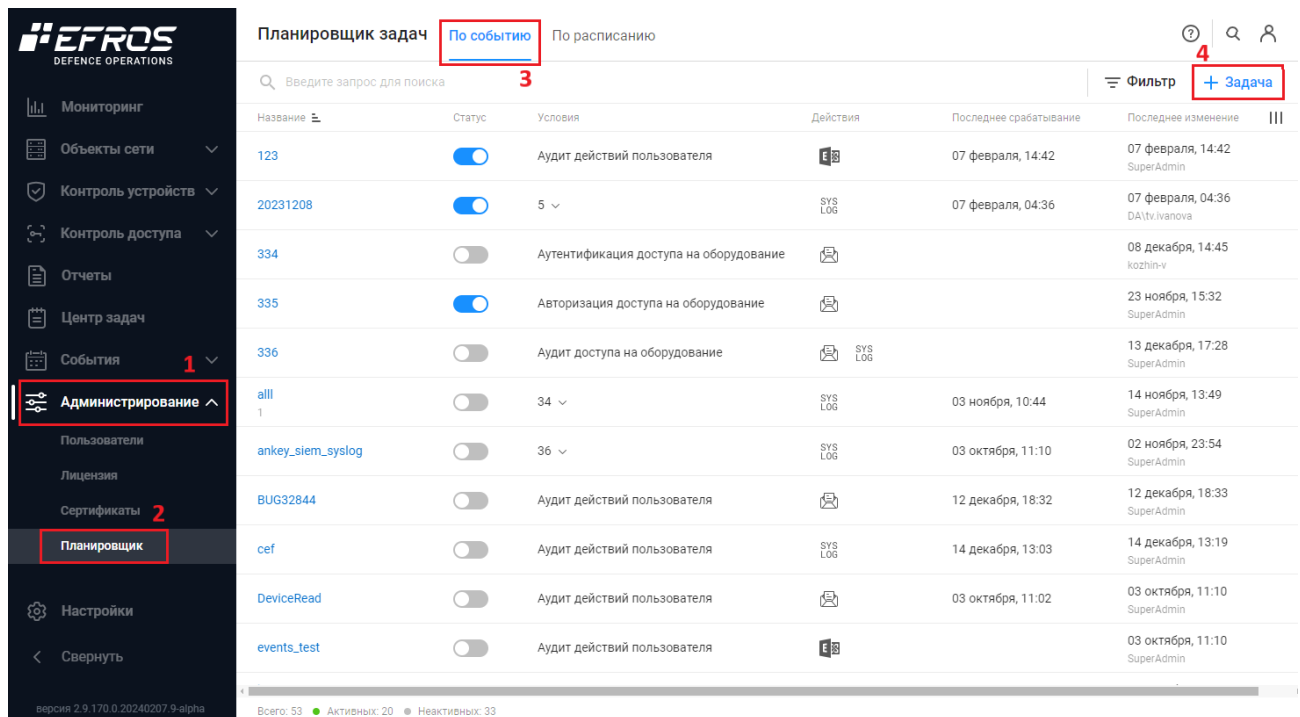 EFROS
DEFENCE OPERATIONS
Мониторинг
Объекты сети
Контроль устройств
Контроль доступа
Отчеты
Центр задач
События 1
Администрирование
Пользователи
Лицензия
Сертификаты 2
Планировщик
Настройки
Свернуть
версия 2.9.170.0.20240207.9-alpha
Планировщик задач По событию По расписанию
3 4
Введите запрос для поиска Фильтр + Задача
Название Статус Условия Действия Последнее срабатывание Последнее изменение
123 Аудит действий пользователя 07 февраля, 14:42 07 февраля, 14:42
SuperAdmin
20231208 5 SYS LOG 07 февраля, 04:36 07 февраля, 04:36
DA\tv.ivanova
334 Аутентификация доступа на оборудование 08 декабря, 14:45
kozhin-v
335 Авторизация доступа на оборудование 23 ноября, 15:32
SuperAdmin
336 Аудит доступа на оборудование SYS LOG 13 декабря, 17:28
SuperAdmin
alll 34 SYS LOG 03 ноября, 10:44 14 ноября, 13:49
1 SuperAdmin
ankey_siem_syslog 36 SYS LOG 03 октября, 11:10 02 ноября, 23:54
SuperAdmin
BUG32844 Аудит действий пользователя 12 декабря, 18:32 12 декабря, 18:33
SuperAdmin
cef Аудит действий пользователя SYS LOG 14 декабря, 13:03 14 декабря, 13:19
SuperAdmin
DeviceRead Аудит действий пользователя 03 октября, 11:02 03 октября, 11:10
SuperAdmin
events_test Аудит действий пользователя 03 октября, 11:10
SuperAdmin
Всего: 53 Активных: 20 Неактивных: 33